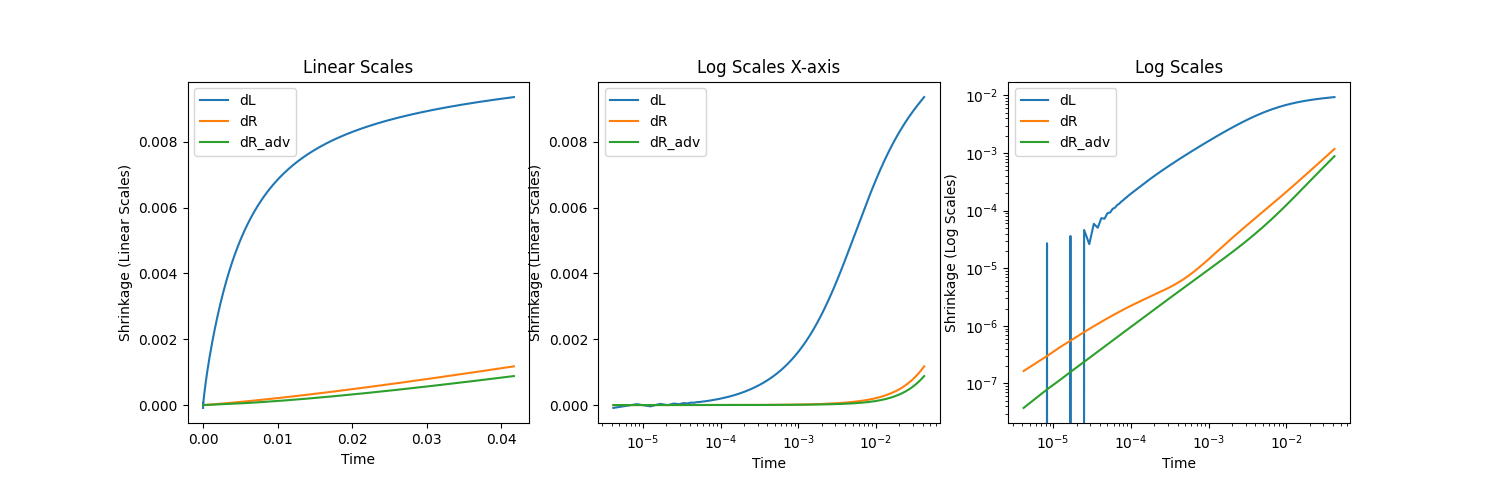 Linear Scales
dL
dR
dR_adv
Shrinkage (Linear Scales)
0.008
0.006
0.004
0.002
0.000
0.00
0.01
0.02
0.03
0.04
Time
Log Scales X-axis
dL
dR
dR_adv
Shrinkage (Linear Scales)
0.008
0.006
0.004
0.002
0.000
10⁻⁵
10⁻⁴
10⁻³
10⁻²
Time
Log Scales
dL
dR
dR_adv
Shrinkage (Log Scales)
10⁻²
10⁻³
10⁻⁴
10⁻⁵
10⁻⁶
10⁻⁷
10⁻⁵
10⁻⁴
10⁻³
10⁻²
Time